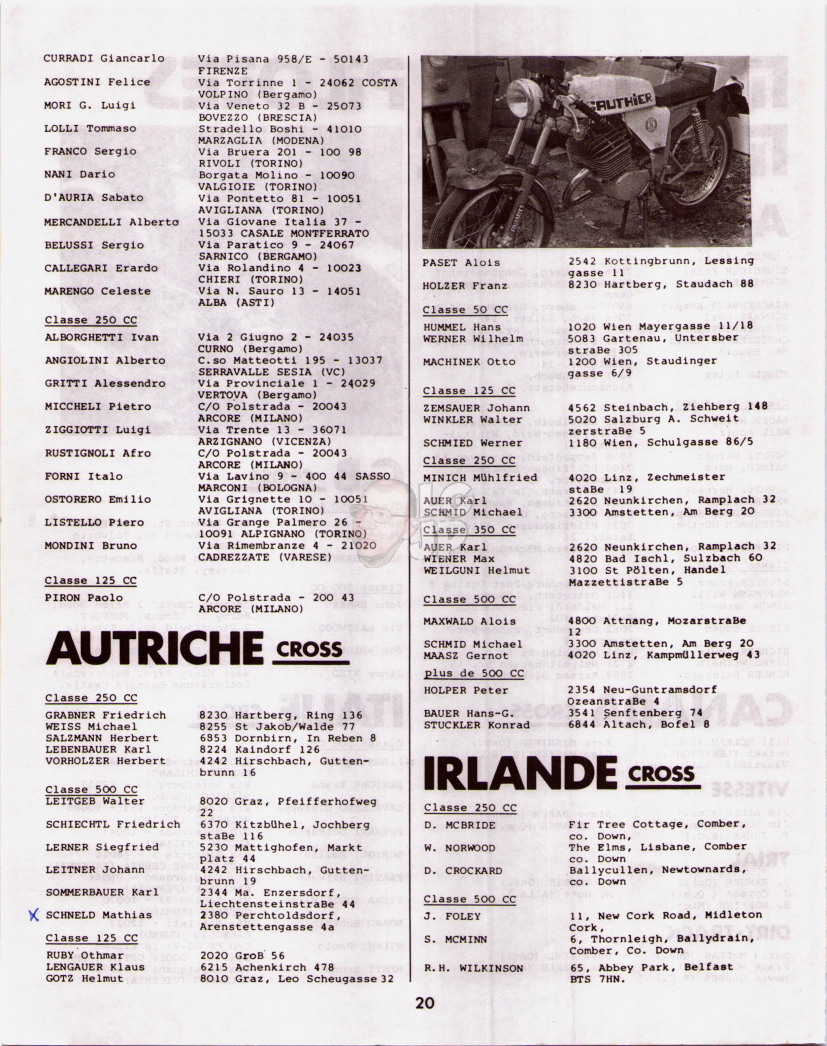 CURRADI Giancarlo Via Pisana 958/E - 50143
FIRENZE
AGOSTINI Felice Via Torrinne 1 - 24062 COSTA
VOLPINO (Bergamo)
MORI G. Luigi Via Veneto 32 B - 25073
BOVEZZO (BRESCIA)
LOLLI Tommaso Stradello Boshi - 41010
MARZAGLIA (MODENA)
FRANCO Sergio Via Bruera 201 - 100 98
RIVOLI (TORINO)
NANI Dario Borgata Molino - 10090
VALGIOIE (TORINO)
D'AURIA Sabato Via Pontetto 81 - 10051
AVIGLIANA (TORINO)
MERCANDELLI Alberto Via Giovane Italia 37 -
15033 CASALE MONTFERRATO
BELUSSI Sergio Via Paratico 9 - 24067
SARNICO (BERGAMO)
CALLEGARI Erardo Via Rolandino 4 - 10023
CHIERI (TORINO)
MARENGO Celeste Via N. Sauro 13 - 14051
ALBA (ASTI)
Classe 250 CC
ALBORGHETTI Ivan Via 2 Giugno 2 - 24035
CURNO (Bergamo)
ANGIOLINI Alberto C.so Matteotti 195 - 13037
SERRAVALLE SESIA (VC)
GRITTI Alessendro Via Provinciale 1 - 24029
VERTOVA (Bergamo)
MICCHELI Pietro C/O Polstrada - 20043
ARCORE (MILANO)
ZIGGIOTTI Luigi Via Trente 13 - 36071
ARZIGNANO (VICENZA)
RUSTIGNOLI Afro C/O Polstrada - 20043
ARCORE (MILANO)
FORNI Italo Via Lavino 9 - 400 44 SASSO
MARCONI (BOLOGNA)
OSTORERO Emilio Via Grignette 10 - 10051
AVIGLIANA (TORINO)
LISTELLO Piero Via Grange Palmero 26 -
10091 ALPIGNANO (TORINO)
MONDINI Bruno Via Rimembranze 4 - 21020
CADREZZATE (VARESE)
Classe 125 CC
PIRON Paolo C/O Polstrada - 200 43
ARCORE (MILANO)
AUTRICHE CROSS
Classe 250 CC
GRABNER Friedrich 8230 Hartberg, Ring 136
WEISS Michael 8255 St Jakob/Walde 77
SALZMANN Herbert 6853 Dornbirn, In Reben 8
LEBENBAUER Karl 8224 Kaindorf 126
VORHOLZER Herbert 4242 Hirschbach, Gutten-
brunn 16
Classe 500 CC
LEITGEB Walter 8020 Graz, Pfeifferhofweg
22
SCHIECHTL Friedrich 6370 Kitzbühel, Jochberg
staBe 116
LERNER Siegfried 5230 Mattighofen, Markt
platz 44
LEITNER Johann 4242 Hirschbach, Gutten-
brunn 19
SOMMERBAUER Karl 2344 Ma. Enzersdorf,
LiechtensteinstraBe 44
X SCHNELD Mathias 2380 Perchtoldsdorf,
Arenstettengasse 4a
Classe 125 CC
RUBY Othmar 2020 GroB 56
LENGAUER Klaus 6215 Achenkirch 478
GOTZ Helmut 8010 Graz, Leo Scheugasse 32
GAUTHIER
PASET Alois 2542 Kottingbrunn, Lessing
gasse 11
HOLZER Franz 8230 Hartberg, Staudach 88
Classe 50 CC
HUMMEL Hans 1020 Wien Mayergasse 11/18
WERNER Wilhelm 5083 Gartenau, Untersber
straBe 305
MACHINEK Otto 1200 Wien, Staudinger
gasse 6/9
Classe 125 CC
ZEMSAUER Johann 4562 Steinbach, Ziehberg 148
WINKLER Walter 5020 Salzburg A. Schweit
zerstraBe 5
SCHMIED Werner 1180 Wien, Schulgasse 86/5
Classe 250 CC
MINICH Mühlfried 4020 Linz, Zechmeister
staBe 19
AUER Karl 2620 Neunkirchen, Ramplach 32
SCHMID Michael 3300 Amstetten, Am Berg 20
Classe 350 CC
AUER Karl 2620 Neunkirchen, Ramplach 32
WIENER Max 4820 Bad Ischl, Sulzbach 60
WEILGUNI Helmut 3100 St Pölten, Handel
MazzettistraBe 5
Classe 500 CC
MAXWALD Alois 4800 Attnang, MozarstraBe
12
SCHMID Michael 3300 Amstetten, Am Berg 20
MAASZ Gernot 4020 Linz, Kampmüllerweg 43
plus de 500 CC
HOLPER Peter 2354 Neu-Guntramsdorf
OzeanstraBe 4
BAUER Hans-G. 3541 Senftenberg 74
STUCKLER Konrad 6844 Altach, Bofel 8
IRLANDE CROSS
Classe 250 CC
D. MCBRIDE Fir Tree Cottage, Comber,
co. Down,
W. NORWOOD The Elms, Lisbane, Comber
co. Down
D. CROCKARD Ballycullen, Newtownards,
co. Down
Classe 500 CC
J. FOLEY 11, New Cork Road, Midleton
Cork,
S. MCMINN 6, Thornleigh, Ballydrain,
Comber, Co. Down
R.H. WILKINSON 65, Abbey Park, Belfast
BTS 7HN.
20